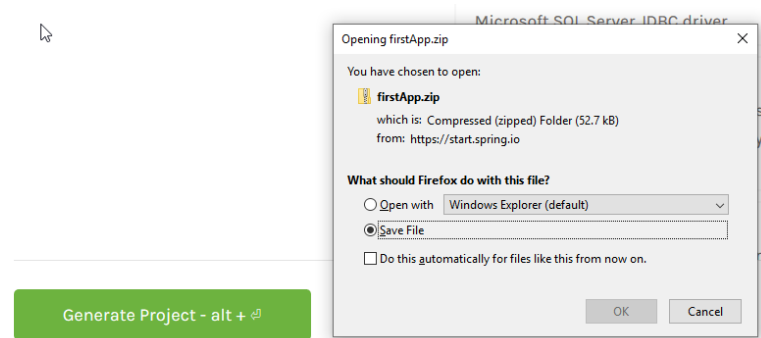 Microsoft SQL Server JDBC driver
Opening firstApp.zip
You have chosen to open:
firstApp.zip
which is: Compressed (zipped) Folder (52.7 kB)
from: https://start.spring.io
What should Firefox do with this file?
Open with Windows Explorer (default)
Save File
Do this automatically for files like this from now on.
OK Cancel
Generate Project - alt + ⏎